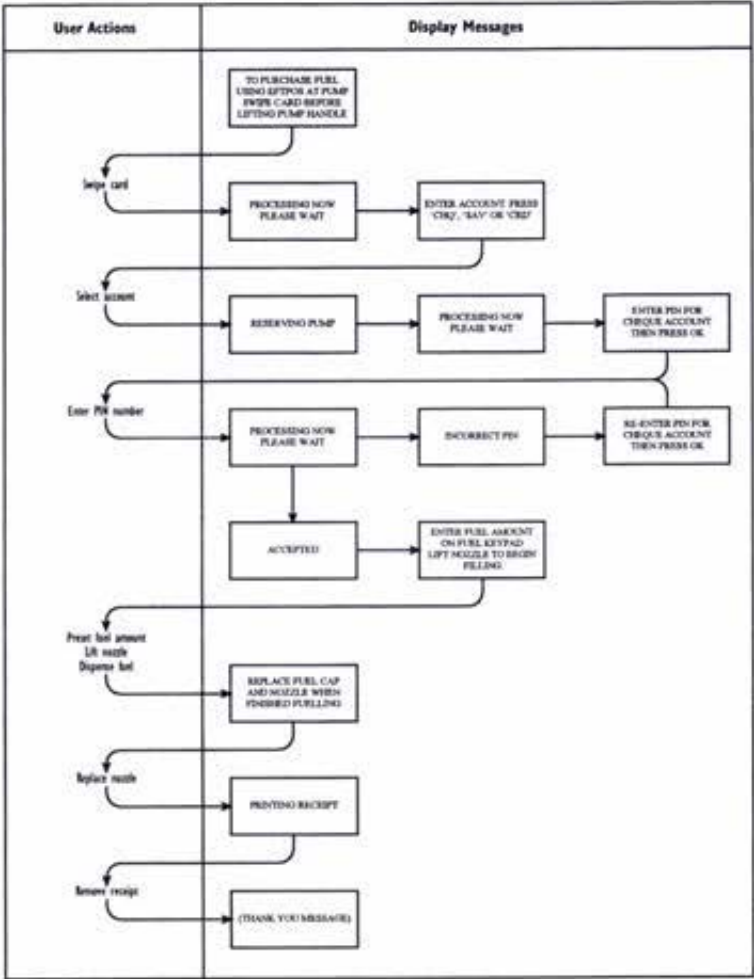 User Actions
Display Messages
TO PURCHASE FUEL
USING EFTPOS AT PUMP
SWIPE CARD BEFORE
LIFTING PUMP HANDLE
Swipe card
PROCESSING NOW
PLEASE WAIT
ENTER ACCOUNT PRESS
'CHQ', 'SAV' OR 'CRD'
Select account
RESERVING PUMP
PROCESSING NOW
PLEASE WAIT
ENTER PIN FOR
CHEQUE ACCOUNT
THEN PRESS OK
Enter PIN number
PROCESSING NOW
PLEASE WAIT
INCORRECT PIN
RE-ENTER PIN FOR
CHEQUE ACCOUNT
THEN PRESS OK
ACCEPTED
ENTER FUEL AMOUNT
ON FUEL KEYPAD
LIFT NOZZLE TO BEGIN
FILLING
Preset fuel amount
Lift nozzle
Dispense fuel
REPLACE FUEL CAP
AND NOZZLE WHEN
FINISHED FUELLING
Replace nozzle
PRINTING RECEIPT
Remove receipt
(THANK YOU MESSAGE)